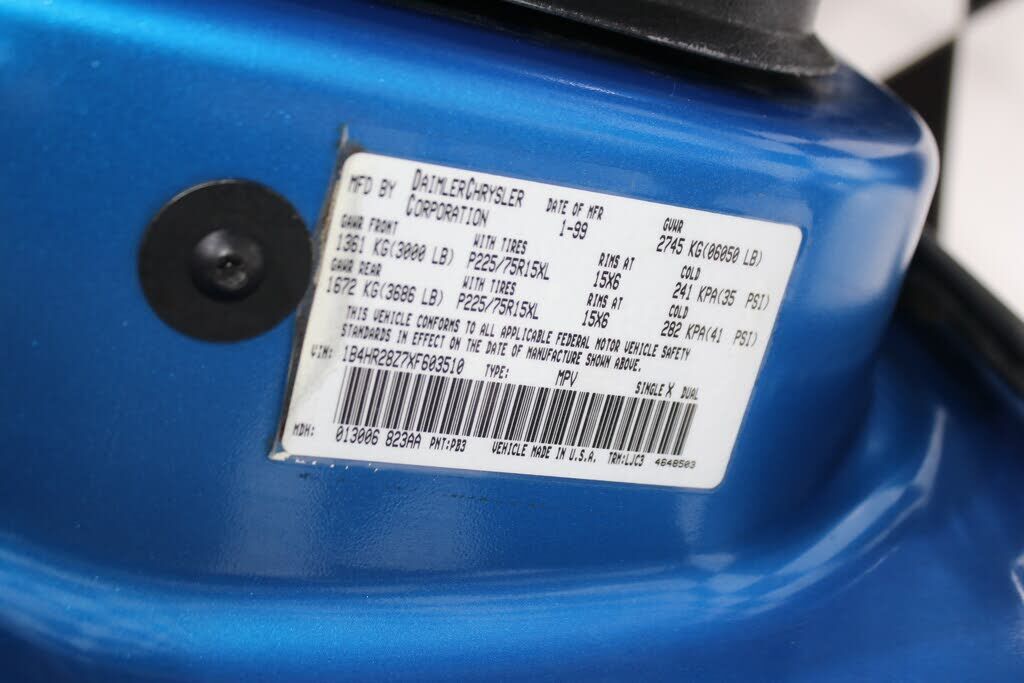 MFD BY DAIMLERCHRYSLER CORPORATION DATE OF MFR 1-99 GVWR 2745 KG(06050 LB)
GAWR FRONT WITH TIRES RIMS AT COLD
1361 KG(3000 LB) P225/75R15XL 15X6 241 KPA(35 PSI)
GAWR REAR WITH TIRES RIMS AT COLD
1672 KG(3686 LB) P225/75R15XL 15X6 282 KPA(41 PSI)
THIS VEHICLE CONFORMS TO ALL APPLICABLE FEDERAL MOTOR VEHICLE SAFETY
STANDARDS IN EFFECT ON THE DATE OF MANUFACTURE SHOWN ABOVE.
VIN: 1B4HR28Z7XF603510 TYPE: MPV SINGLE X DUAL
MDH: 013006 823AA PNT:PB3 VEHICLE MADE IN U.S.A. TRM:LJC3 4648503